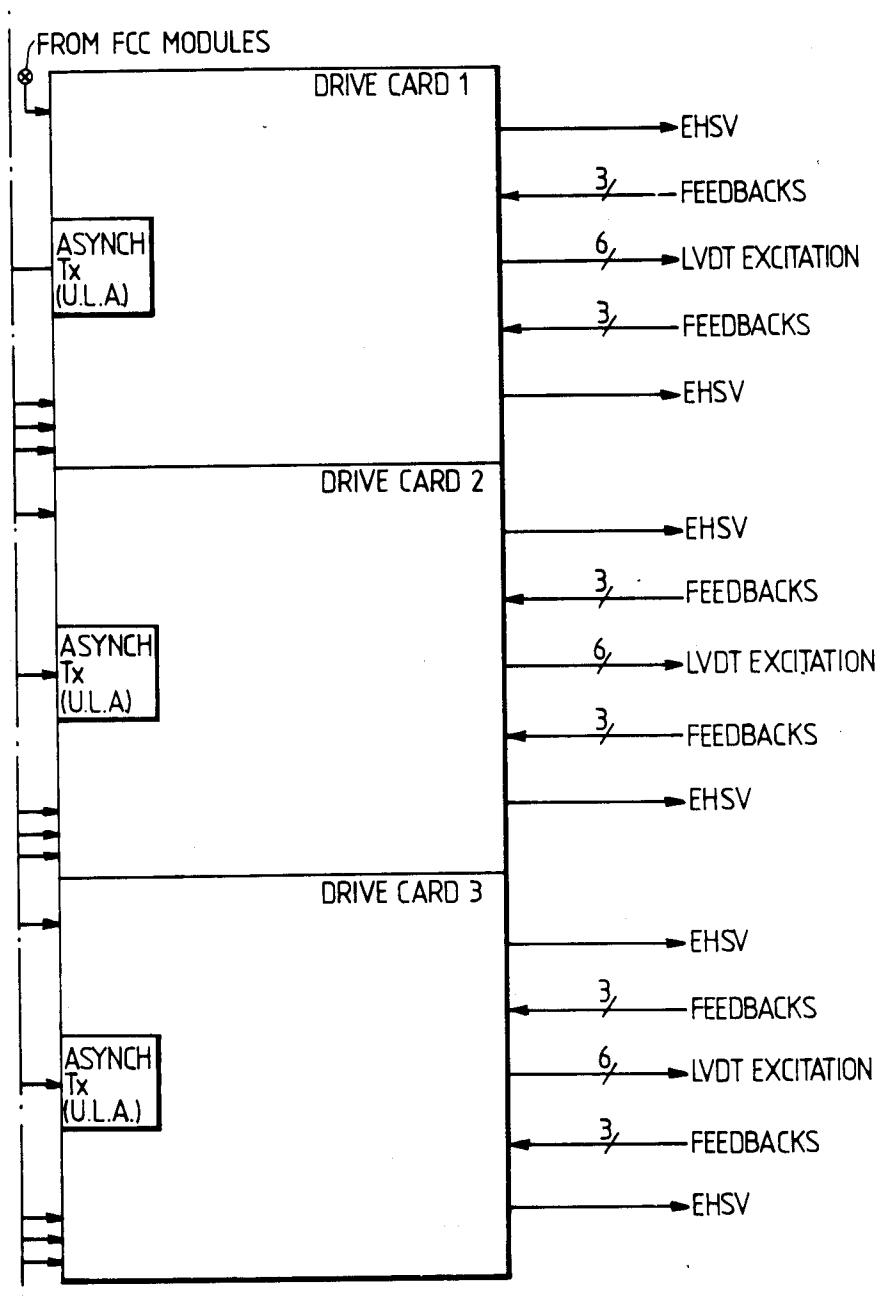 FROM FCC MODULES
DRIVE CARD 1
EHSV
3/ FEEDBACKS
ASYNCH
Tx
(U.L.A.)
6/ LVDT EXCITATION
3/ FEEDBACKS
EHSV
DRIVE CARD 2
EHSV
3/ FEEDBACKS
ASYNCH
Tx
(U.L.A.)
6/ LVDT EXCITATION
3/ FEEDBACKS
EHSV
DRIVE CARD 3
EHSV
3/ FEEDBACKS
ASYNCH
Tx
(U.L.A.)
6/ LVDT EXCITATION
3/ FEEDBACKS
EHSV